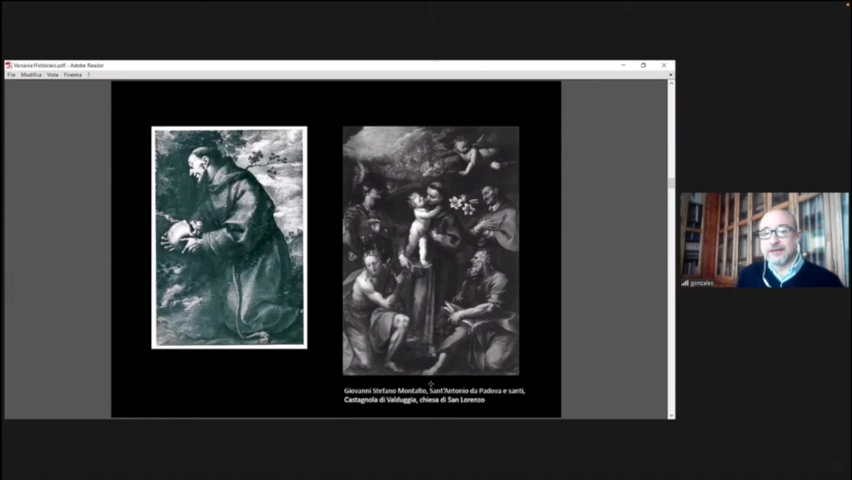 Varsavia1Febbraio.pdf - Adobe Reader
File Modifica Vista Finestra ?
Giovanni Stefano Montalto, Sant'Antonio da Padova e santi,
Castagnola di Valduggia, chiesa di San Lorenzo
gonzales